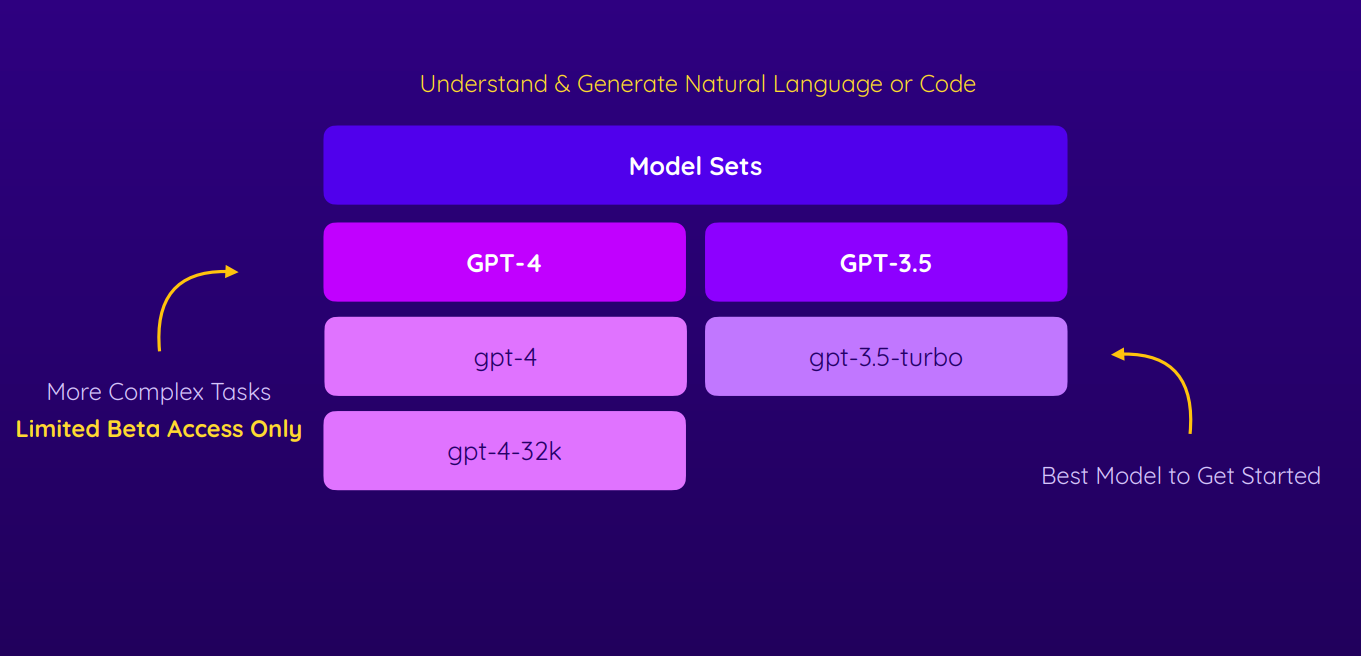 Understand & Generate Natural Language or Code
Model Sets
GPT-4
GPT-3.5
gpt-4
gpt-3.5-turbo
More Complex Tasks
Limited Beta Access Only
gpt-4-32k
Best Model to Get Started